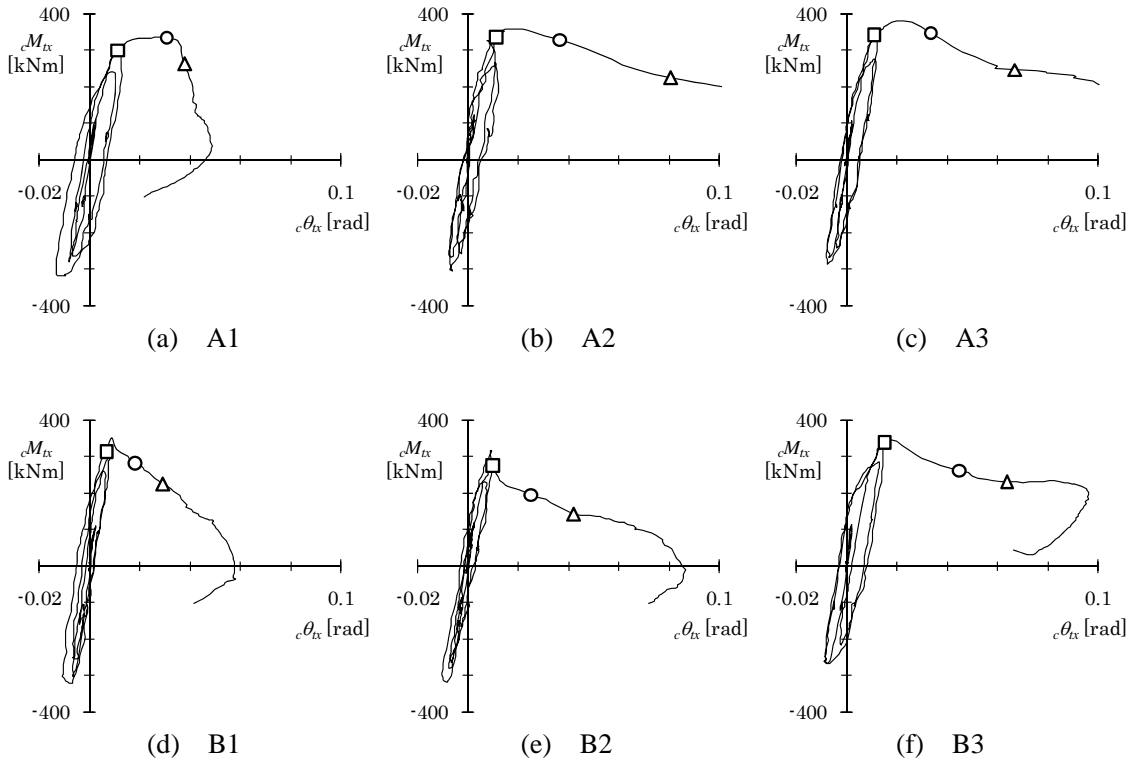 400
cMtx
[kNm]
-0.02
0.1
cθtx [rad]
-400
(a) A1
400
cMtx
[kNm]
-0.02
0.1
cθtx [rad]
-400
(b) A2
400
cMtx
[kNm]
-0.02
0.1
cθtx [rad]
-400
(c) A3
400
cMtx
[kNm]
-0.02
0.1
cθtx [rad]
-400
(d) B1
400
cMtx
[kNm]
-0.02
0.1
cθtx [rad]
-400
(e) B2
400
cMtx
[kNm]
-0.02
0.1
cθtx [rad]
-400
(f) B3